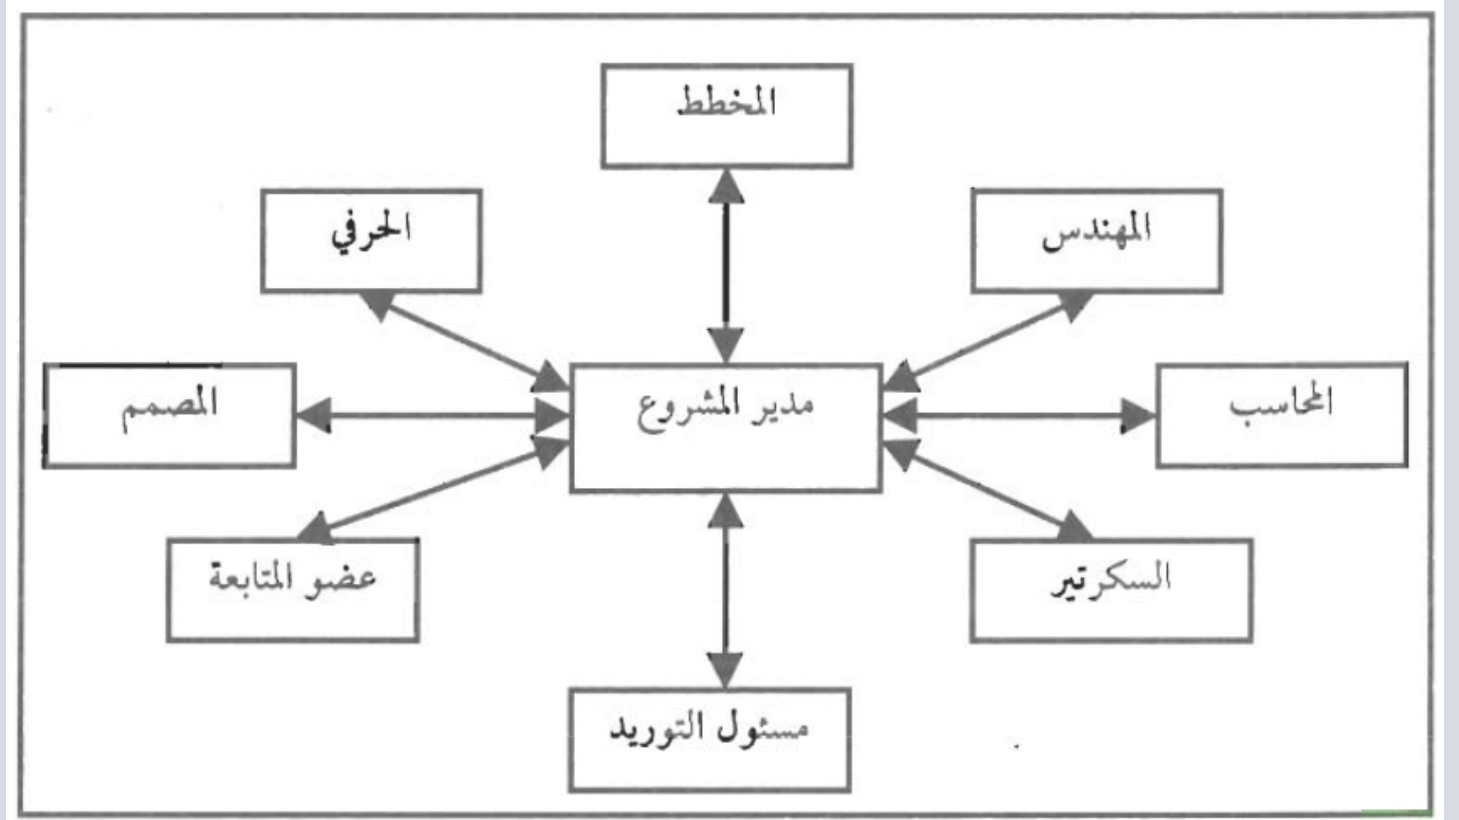 المخطط
المهندس
الحرفي
المحاسب
مدير المشروع
المصمم
السكرتير
عضو المتابعة
مسئول التوريد